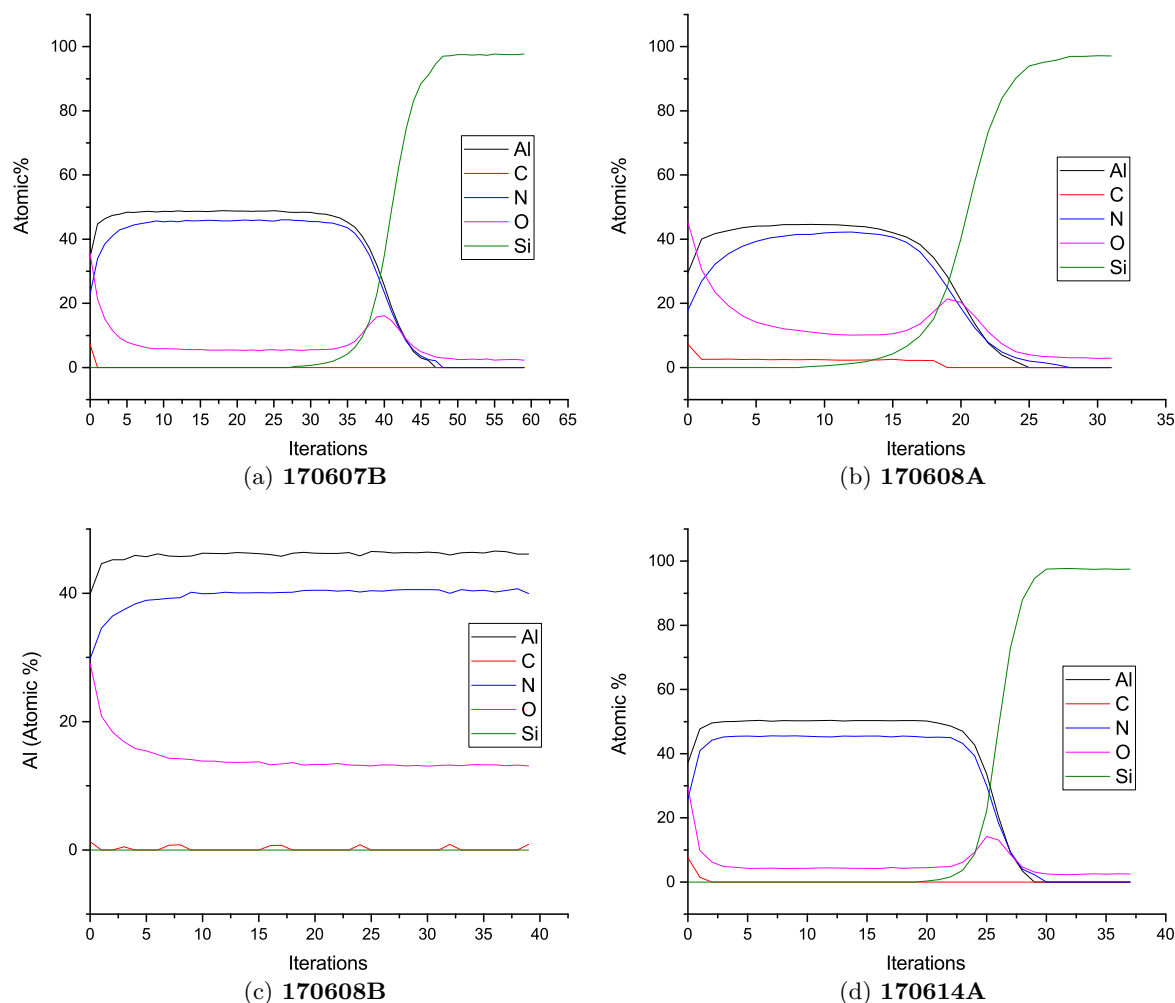 100
80
60
40
20
0
Atomic%
Al
C
N
O
Si
0 5 10 15 20 25 30 35 40 45 50 55 60 65
Iterations
(a) 170607B
100
80
60
40
20
0
Atomic%
Al
C
N
O
Si
0 5 10 15 20 25 30 35
Iterations
(b) 170608A
40
20
0
Al (Atomic %)
Al
C
N
O
Si
0 5 10 15 20 25 30 35 40
Iterations
(c) 170608B
100
80
60
40
20
0
Atomic %
Al
C
N
O
Si
0 5 10 15 20 25 30 35 40
Iterations
(d) 170614A